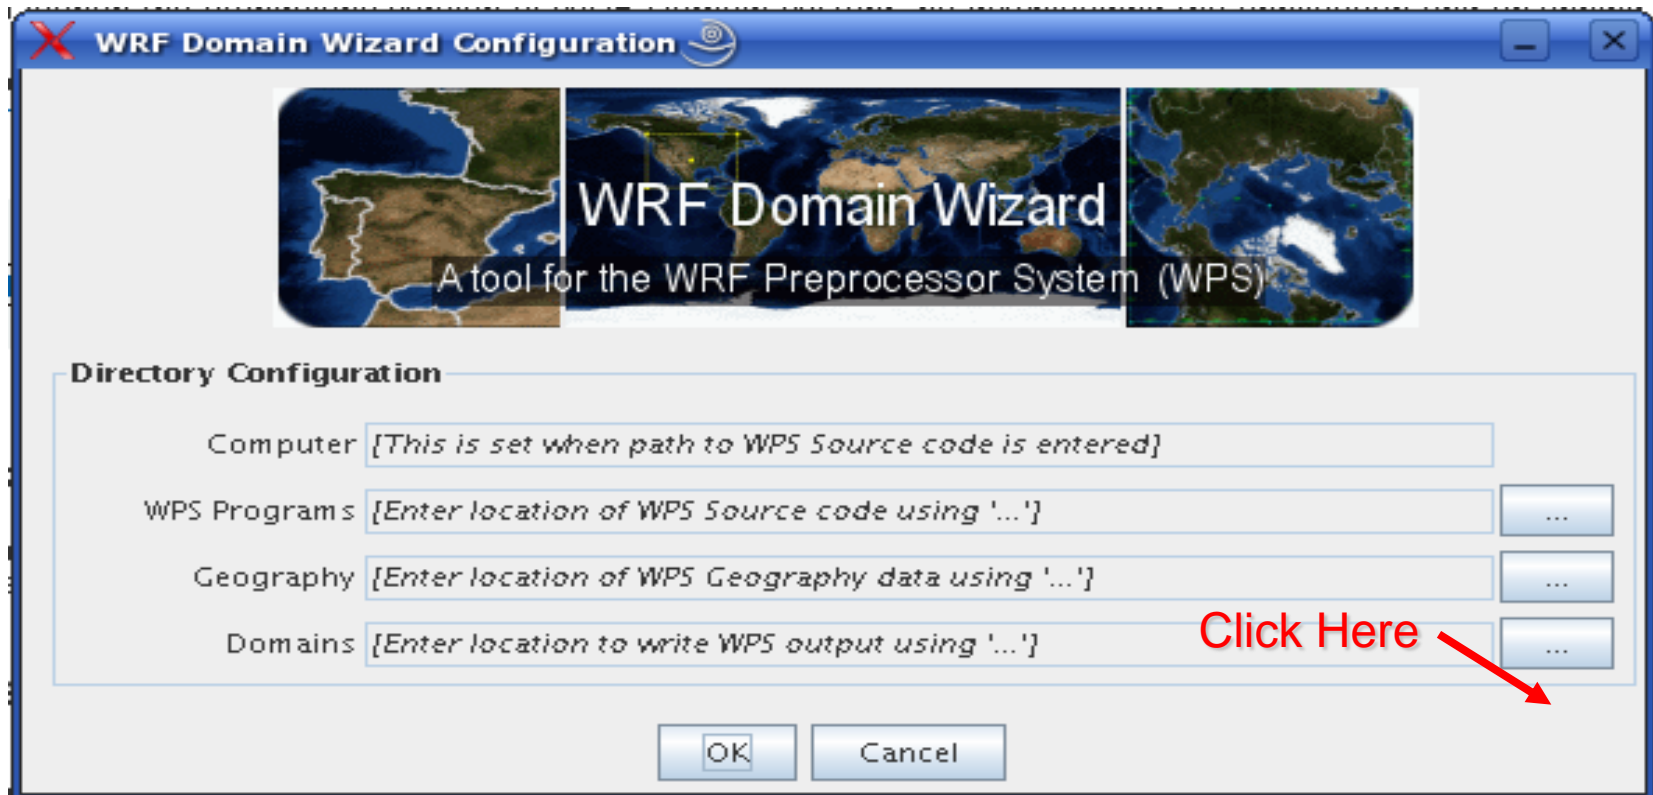 WRF Domain Wizard Configuration
WRF Domain Wizard
A tool for the WRF Preprocessor System (WPS)
Directory Configuration
Computer [This is set when path to WPS Source code is entered]
WPS Programs [Enter location of WPS Source code using '...'] ...
Geography [Enter location of WPS Geography data using '...'] ...
Domains [Enter location to write WPS output using '...'] Click Here ...
OK Cancel